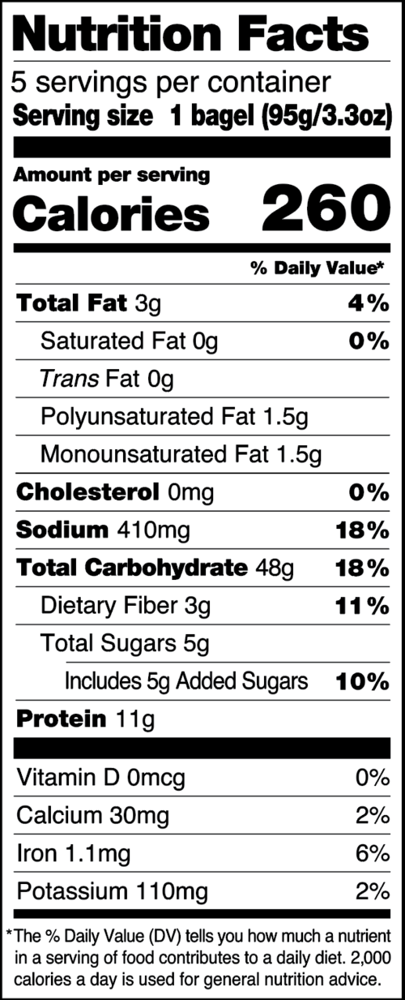 Nutrition Facts
5 servings per container
Serving size 1 bagel (95g/3.3oz)
Amount per serving
Calories 260
% Daily Value*
Total Fat 3g 4%
Saturated Fat 0g 0%
Trans Fat 0g
Polyunsaturated Fat 1.5g
Monounsaturated Fat 1.5g
Cholesterol 0mg 0%
Sodium 410mg 18%
Total Carbohydrate 48g 18%
Dietary Fiber 3g 11%
Total Sugars 5g
Includes 5g Added Sugars 10%
Protein 11g
Vitamin D 0mcg 0%
Calcium 30mg 2%
Iron 1.1mg 6%
Potassium 110mg 2%
*The % Daily Value (DV) tells you how much a nutrient
in a serving of food contributes to a daily diet. 2,000
calories a day is used for general nutrition advice.